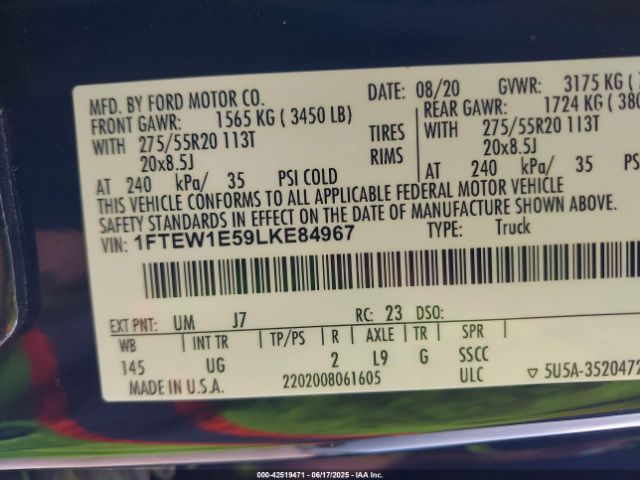 MFD. BY FORD MOTOR CO. DATE: 08/20 GVWR: 3175 KG
FRONT GAWR: 1565 KG ( 3450 LB) REAR GAWR: 1724 KG
WITH 275/55R20 113T TIRES WITH 275/55R20 113T
20x8.5J RIMS 20x8.5J
AT 240 kPa/ 35 PSI COLD AT 240 kPa/ 35
THIS VEHICLE CONFORMS TO ALL APPLICABLE FEDERAL MOTOR VEHICLE
SAFETY STANDARDS IN EFFECT ON THE DATE OF MANUFACTURE SHOWN ABOVE.
VIN: 1FTEW1E59LKE84967 TYPE: Truck
EXT PNT: UM J7 RC: 23 DSO:
WB INT TR TP/PS R AXLE TR SPR
145 UG 2 L9 G SSCC
MADE IN U.S.A. 2202008061605 ULC ▽ 5U5A-3520472
000-42519471 - 06/17/2025 - IAA Inc.